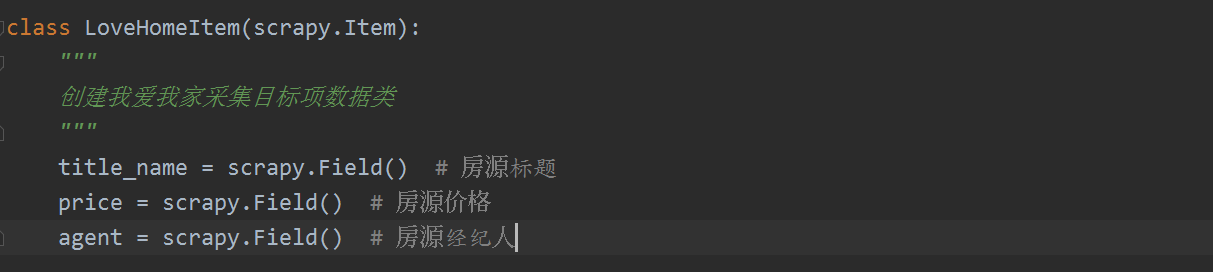 class LoveHomeItem(scrapy.Item):
"""
创建我爱我家采集目标项数据类
"""
title_name = scrapy.Field()  # 房源标题
price = scrapy.Field()  # 房源价格
agent = scrapy.Field()  # 房源经纪人